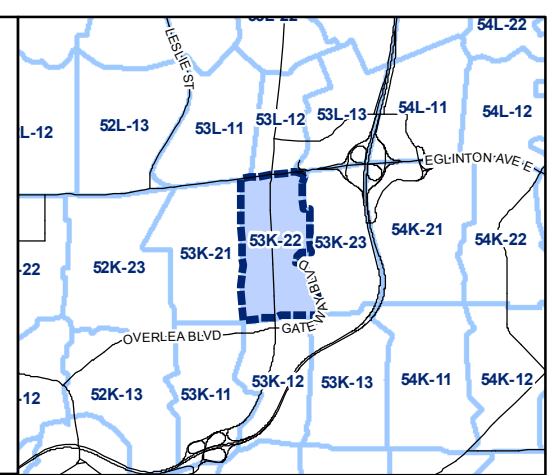 53L-22
54L-22
LESLIE ST
L-12
52L-13
53L-11
53L-12
53L-13
54L-11
54L-12
EGLINTON AVE E
22
52K-23
53K-21
53K-22
53K-23
54K-21
54K-22
GATEWAY BLVD
OVERLEA BLVD
12
52K-13
53K-11
53K-12
53K-13
54K-11
54K-12